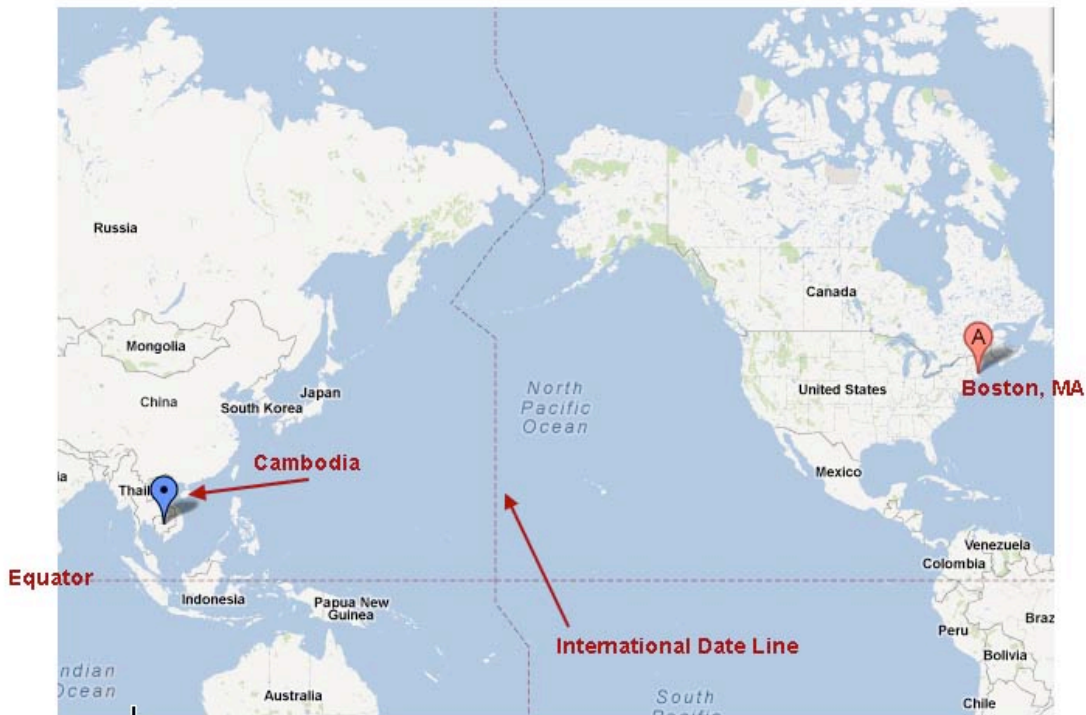 Russia
Canada
A
Mongolia
Boston, MA
United States
Japan
China
South Korea
North
Pacific
Ocean
Cambodia
Mexico
Thail
Venezuela
Colombia
Equator
Indonesia
Papua New
Guinea
Braz
Peru
International Date Line
Bolivia
ndian
Ocean
Australia
South
Chile